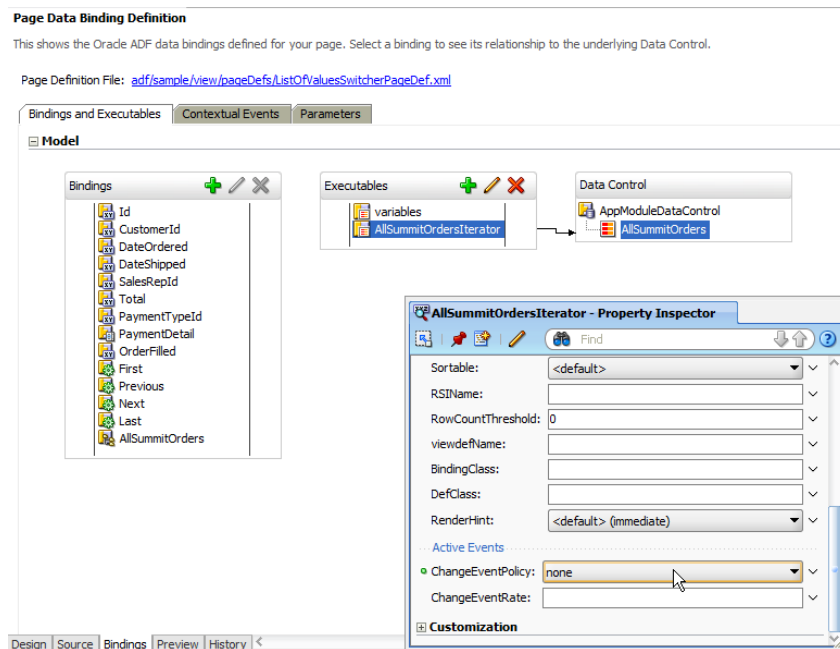 Page Data Binding Definition
This shows the Oracle ADF data bindings defined for your page. Select a binding to see its relationship to the underlying Data Control.
Page Definition File: adf/sample/view/pageDefs/ListOfValuesSwitcherPageDef.xml
Bindings and Executables Contextual Events Parameters
Model
Bindings
Id
CustomerId
DateOrdered
DateShipped
SalesRepId
Total
PaymentTypeId
PaymentDetail
OrderFilled
First
Previous
Next
Last
AllSummitOrders
Executables
variables
AllSummitOrdersIterator
Data Control
AppModuleDataControl
AllSummitOrders
AllSummitOrdersIterator - Property Inspector
Find
Sortable: <default>
RSIName:
RowCountThreshold: 0
viewdefName:
BindingClass:
DefClass:
RenderHint: <default> (immediate)
Active Events
ChangeEventPolicy: none
ChangeEventRate:
Customization
Design Source Bindings Preview History